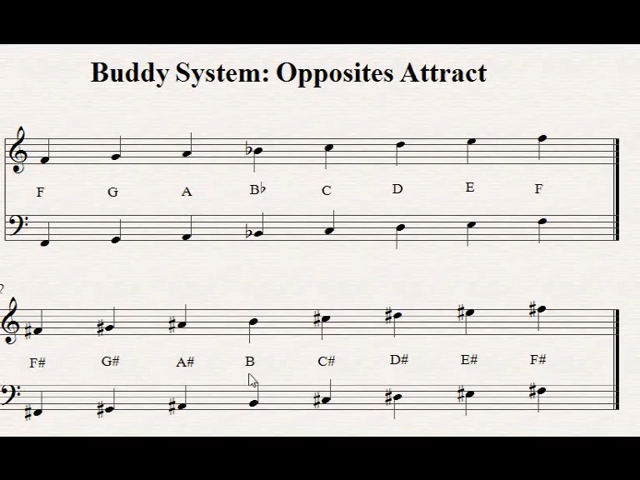 Buddy System: Opposites Attract
F G A B♭ C D E F
F# G# A# B C# D# E# F#